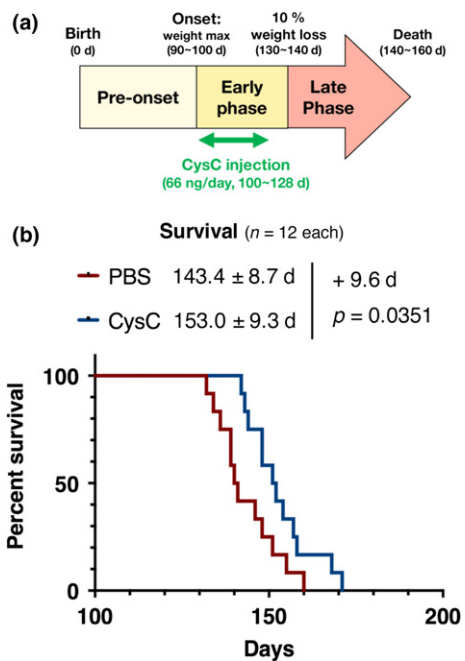 (a)
Birth
(0 d)
Onset:
weight max
(90~100 d)
10 %
weight loss
(130~140 d)
Death
(140~160 d)
Pre-onset
Early
phase
Late
Phase
CysC injection
(66 ng/day, 100~128 d)
(b)
Survival (n = 12 each)
PBS 143.4 ± 8.7 d
CysC 153.0 ± 9.3 d
+ 9.6 d
p = 0.0351
Percent survival
100
50
0
100
150
200
Days